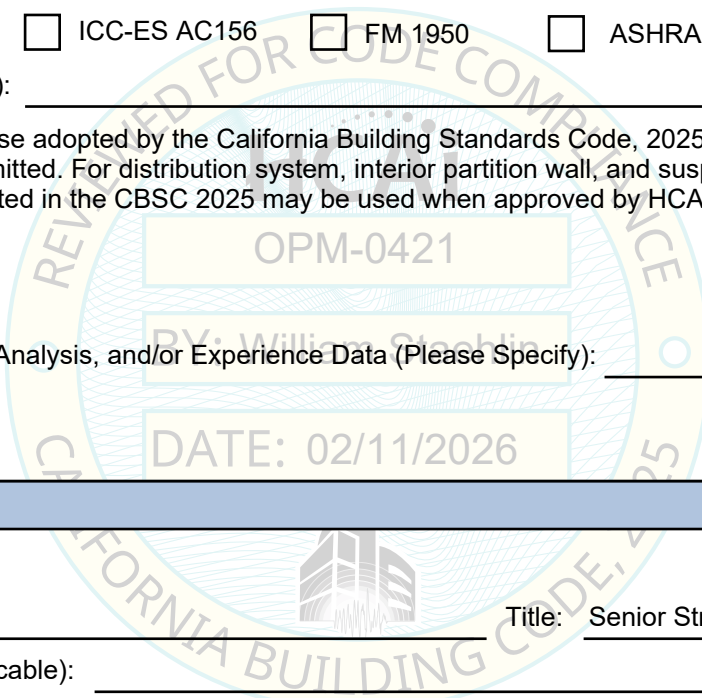 ICC-ES AC156 FM 1950 ASHRA
):
se adopted by the California Building Standards Code, 2025
mitted. For distribution system, interior partition wall, and susp
ted in the CBSC 2025 may be used when approved by HCA
Analysis, and/or Experience Data (Please Specify):
Title: Senior Str
cable):
REVIEWED FOR CODE COMPLIANCE
HCAi
OPM-0421
BY: William Staehlin
DATE: 02/11/2026
CALIFORNIA BUILDING CODE, 2025